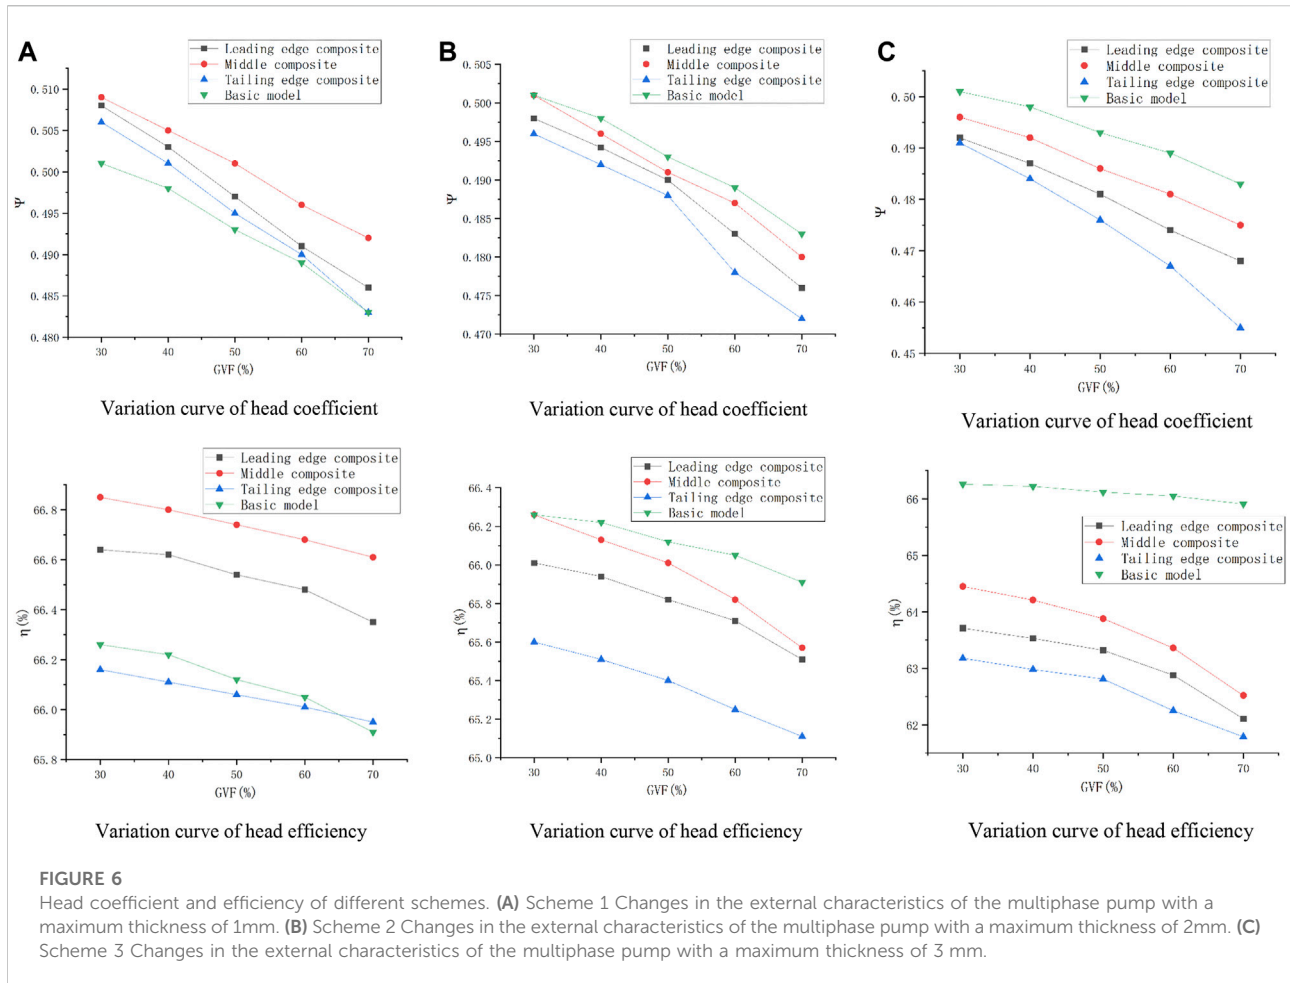 A
Leading edge composite
Middle composite
Tailing edge composite
Basic model
0.510
0.505
0.500
0.495
0.490
0.485
0.480
Ψ
30 40 50 60 70
GVF(%)
Variation curve of head coefficient
B
Leading edge composite
Middle composite
Tailing edge composite
Basic model
0.505
0.500
0.495
0.490
0.485
0.480
0.475
0.470
Ψ
30 40 50 60 70
GVF(%)
Variation curve of head coefficient
C
Leading edge composite
Middle composite
Tailing edge composite
Basic model
0.50
0.49
0.48
0.47
0.46
0.45
Ψ
30 40 50 60 70
GVF(%)
Variation curve of head coefficient
Leading edge composite
Middle composite
Tailing edge composite
Basic model
66.8
66.6
66.4
66.2
66.0
65.8
η(%)
30 40 50 60 70
GVF(%)
Variation curve of head efficiency
Leading edge composite
Middle composite
Tailing edge composite
Basic model
66.4
66.2
66.0
65.8
65.6
65.4
65.2
65.0
η(%)
30 40 50 60 70
GVF(%)
Variation curve of head efficiency
Leading edge composite
Middle composite
Tailing edge composite
Basic model
66
65
64
63
62
η(%)
30 40 50 60 70
GVF(%)
Variation curve of head efficiency
FIGURE 6
Head coefficient and efficiency of different schemes. (A) Scheme 1 Changes in the external characteristics of the multiphase pump with a
maximum thickness of 1mm. (B) Scheme 2 Changes in the external characteristics of the multiphase pump with a maximum thickness of 2mm. (C)
Scheme 3 Changes in the external characteristics of the multiphase pump with a maximum thickness of 3 mm.